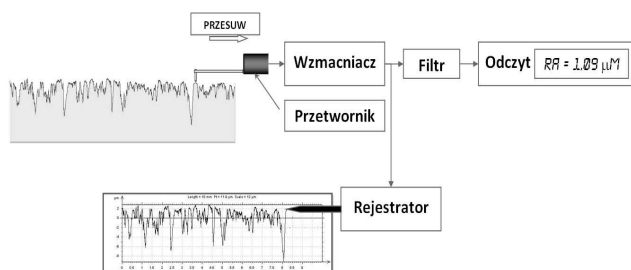 PRZESUW
Wzmacniacz
Filtr
Odczyt RA = 1.09 µM
Przetwornik
Rejestrator